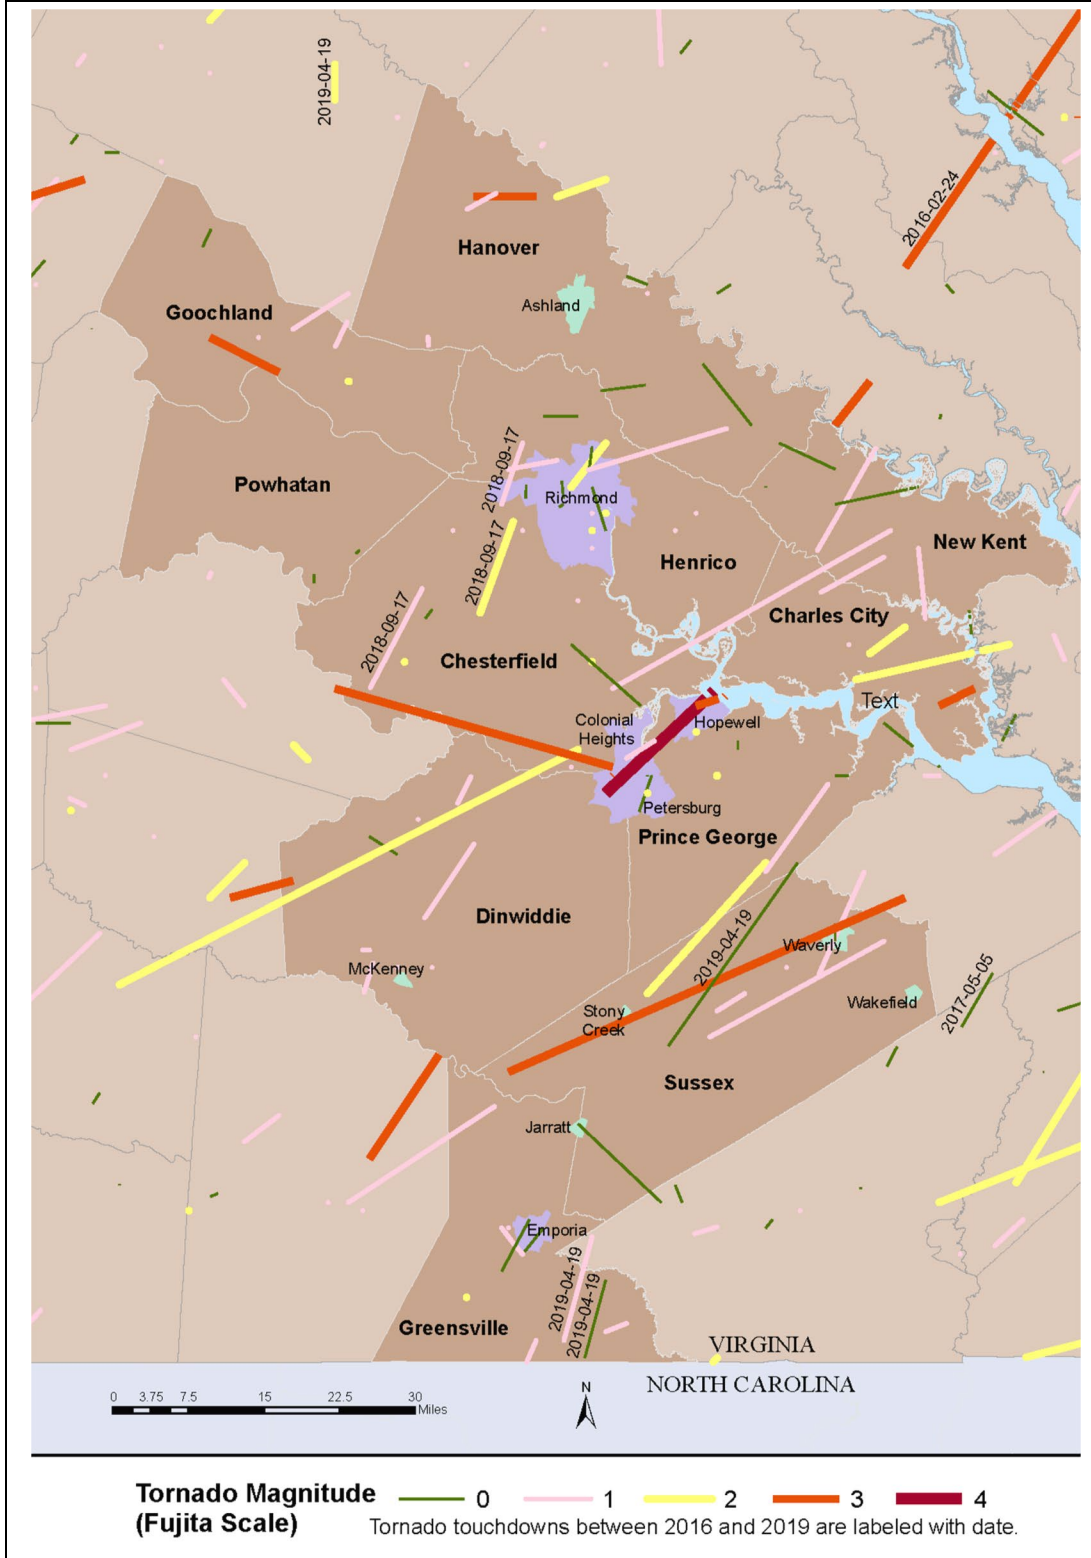 2019-04-19
2016-02-24
Hanover
Ashland
Goochland
2018-09-17
Powhatan
Richmond
2018-09-17
Henrico
New Kent
2018-09-17
Charles City
Chesterfield
Text
Colonial
Heights
Hopewell
Petersburg
Prince George
Dinwiddie
2019-04-19
Waverly
McKenney
Wakefield
2017-05-05
Stony
Creek
Sussex
Jarratt
Emporia
2019-04-19
2019-04-19
Greensville
VIRGINIA
NORTH CAROLINA
0 3.75 7.5 15 22.5 30
Miles
N
Tornado Magnitude
(Fujita Scale)
0 1 2 3 4
Tornado touchdowns between 2016 and 2019 are labeled with date.